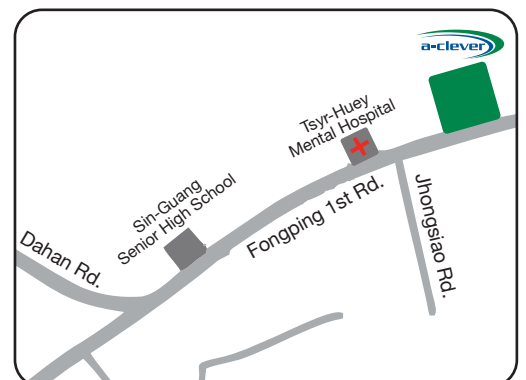 a-clever
Tsyr-Huey
Mental Hospital
Sin-Guang
Senior High School
Fongping 1st Rd.
Jhongsiao Rd.
Dahan Rd.